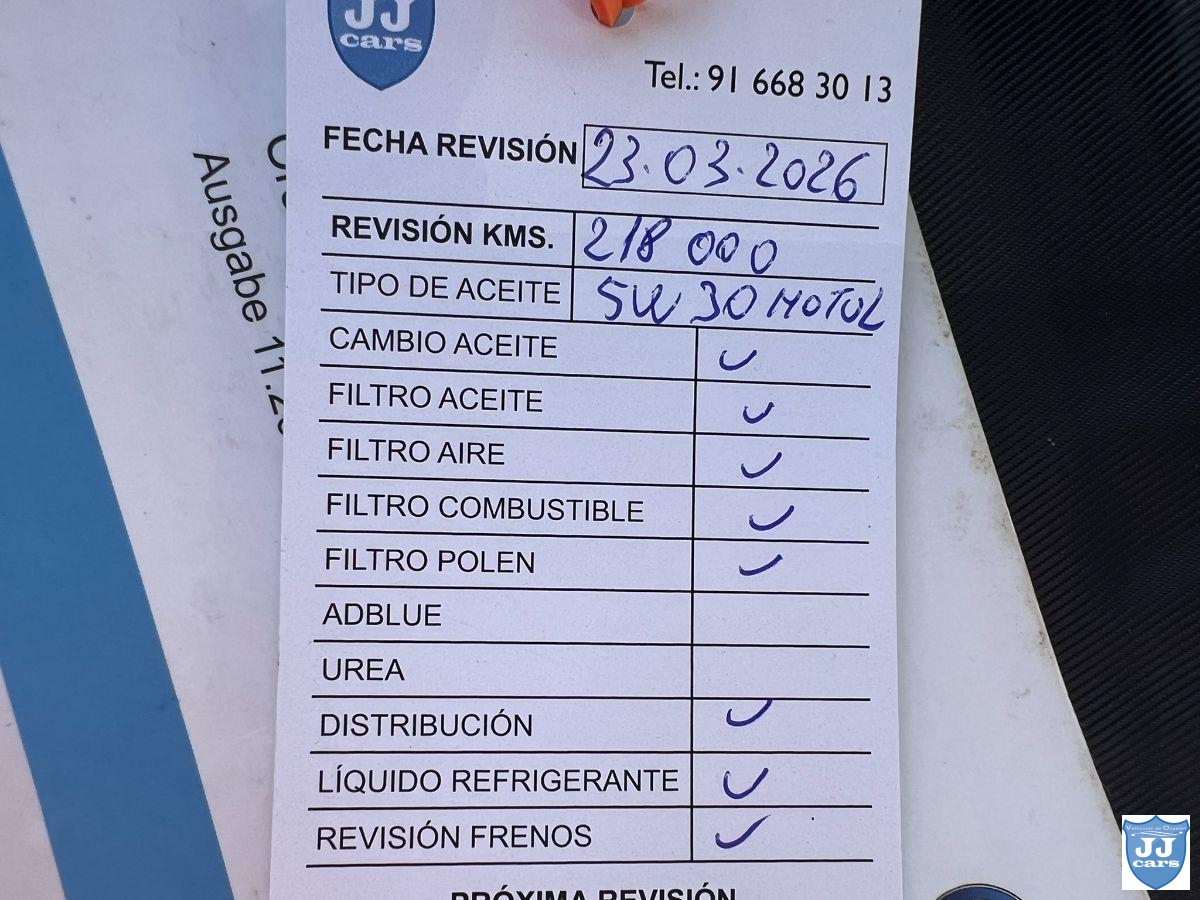 JJ
cars
Tel.: 91 668 30 13
FECHA REVISIÓN 23.03.2026
REVISIÓN KMS. 218 000
TIPO DE ACEITE 5W 30 MOTUL
CAMBIO ACEITE ✓
FILTRO ACEITE ✓
FILTRO AIRE ✓
FILTRO COMBUSTIBLE ✓
FILTRO POLEN ✓
ADBLUE
UREA
DISTRIBUCIÓN ✓
LÍQUIDO REFRIGERANTE ✓
REVISIÓN FRENOS ✓
PRÓXIMA REVISIÓN
Ausgabe 11.2
JJ
cars